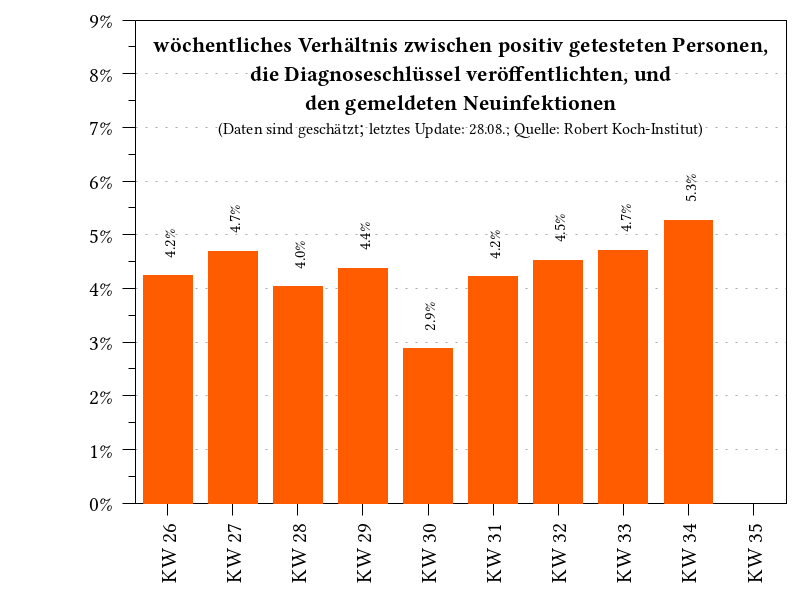 wöchentliches Verhältnis zwischen positiv getesteten Personen,
die Diagnoseschlüssel veröffentlichten, und
den gemeldeten Neuinfektionen
(Daten sind geschätzt; letztes Update: 28.08.; Quelle: Robert Koch-Institut)
9%
8%
7%
6%
5%
4%
3%
2%
1%
0%
4.2%
4.7%
4.0%
4.4%
2.9%
4.2%
4.5%
4.7%
5.3%
KW 26
KW 27
KW 28
KW 29
KW 30
KW 31
KW 32
KW 33
KW 34
KW 35